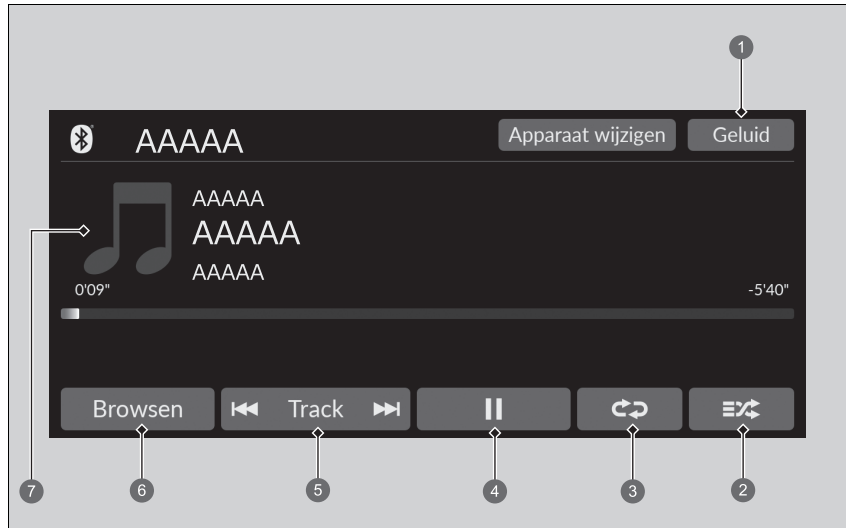 1
AAAAA
Apparaat wijzigen
Geluid
AAAAA
AAAAA
AAAAA
7
0'09"
-5'40"
Browsen
Track
6
5
4
3
2